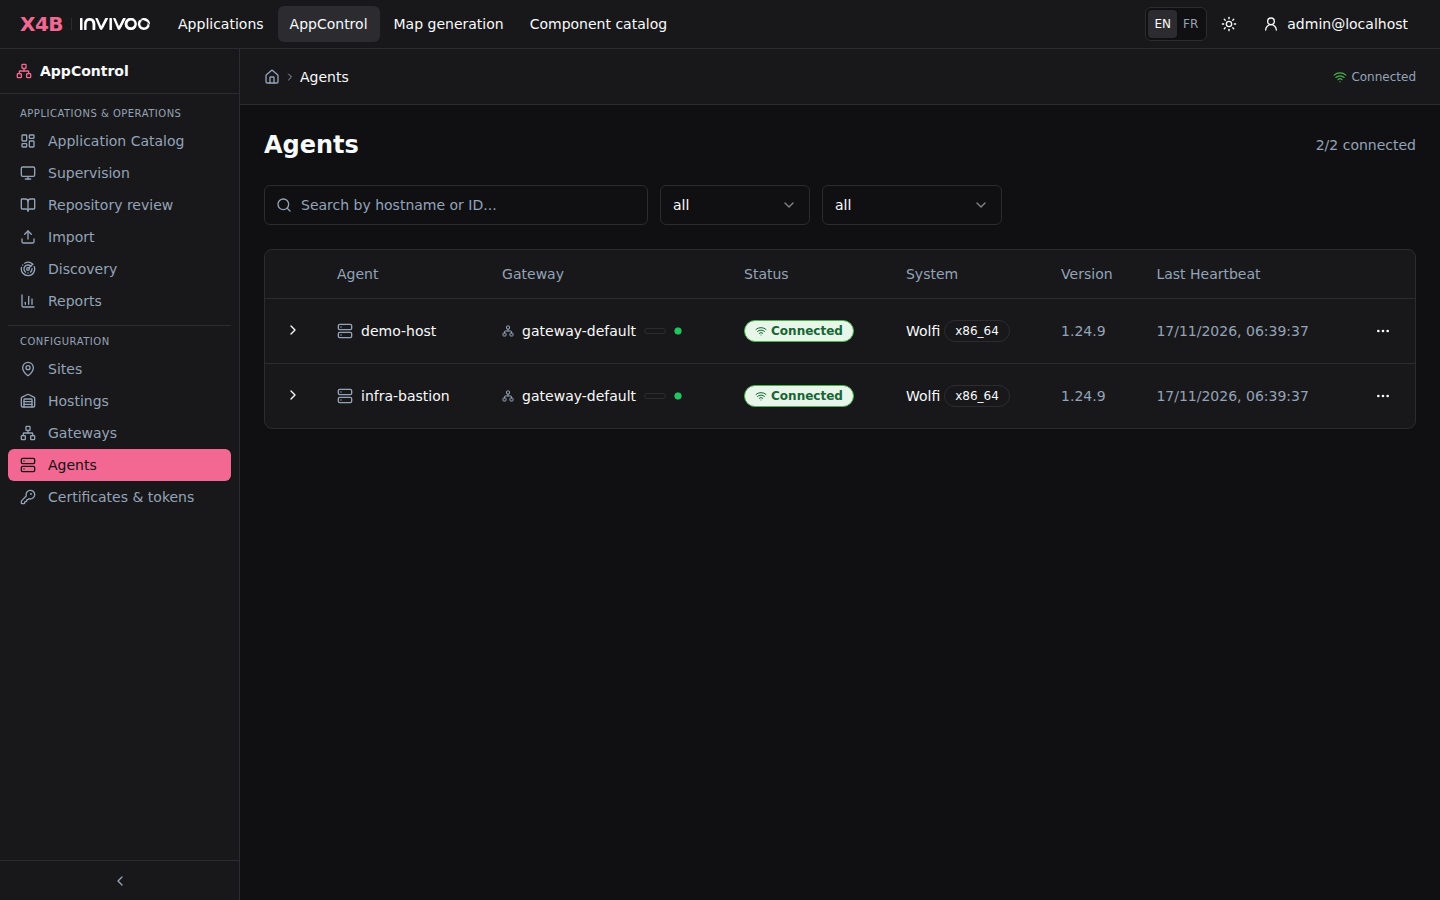 X4B INVIVOO Applications AppControl Map generation Component catalog EN FR admin@localhost
AppControl
Agents
Connected
APPLICATIONS & OPERATIONS
Application Catalog
Supervision
Repository review
Import
Discovery
Reports
CONFIGURATION
Sites
Hostings
Gateways
Agents
Certificates & tokens
Agents
2/2 connected
Search by hostname or ID...
all
all
Agent Gateway Status System Version Last Heartbeat
demo-host gateway-default Connected Wolfi x86_64 1.24.9 17/11/2026, 06:39:37
infra-bastion gateway-default Connected Wolfi x86_64 1.24.9 17/11/2026, 06:39:37